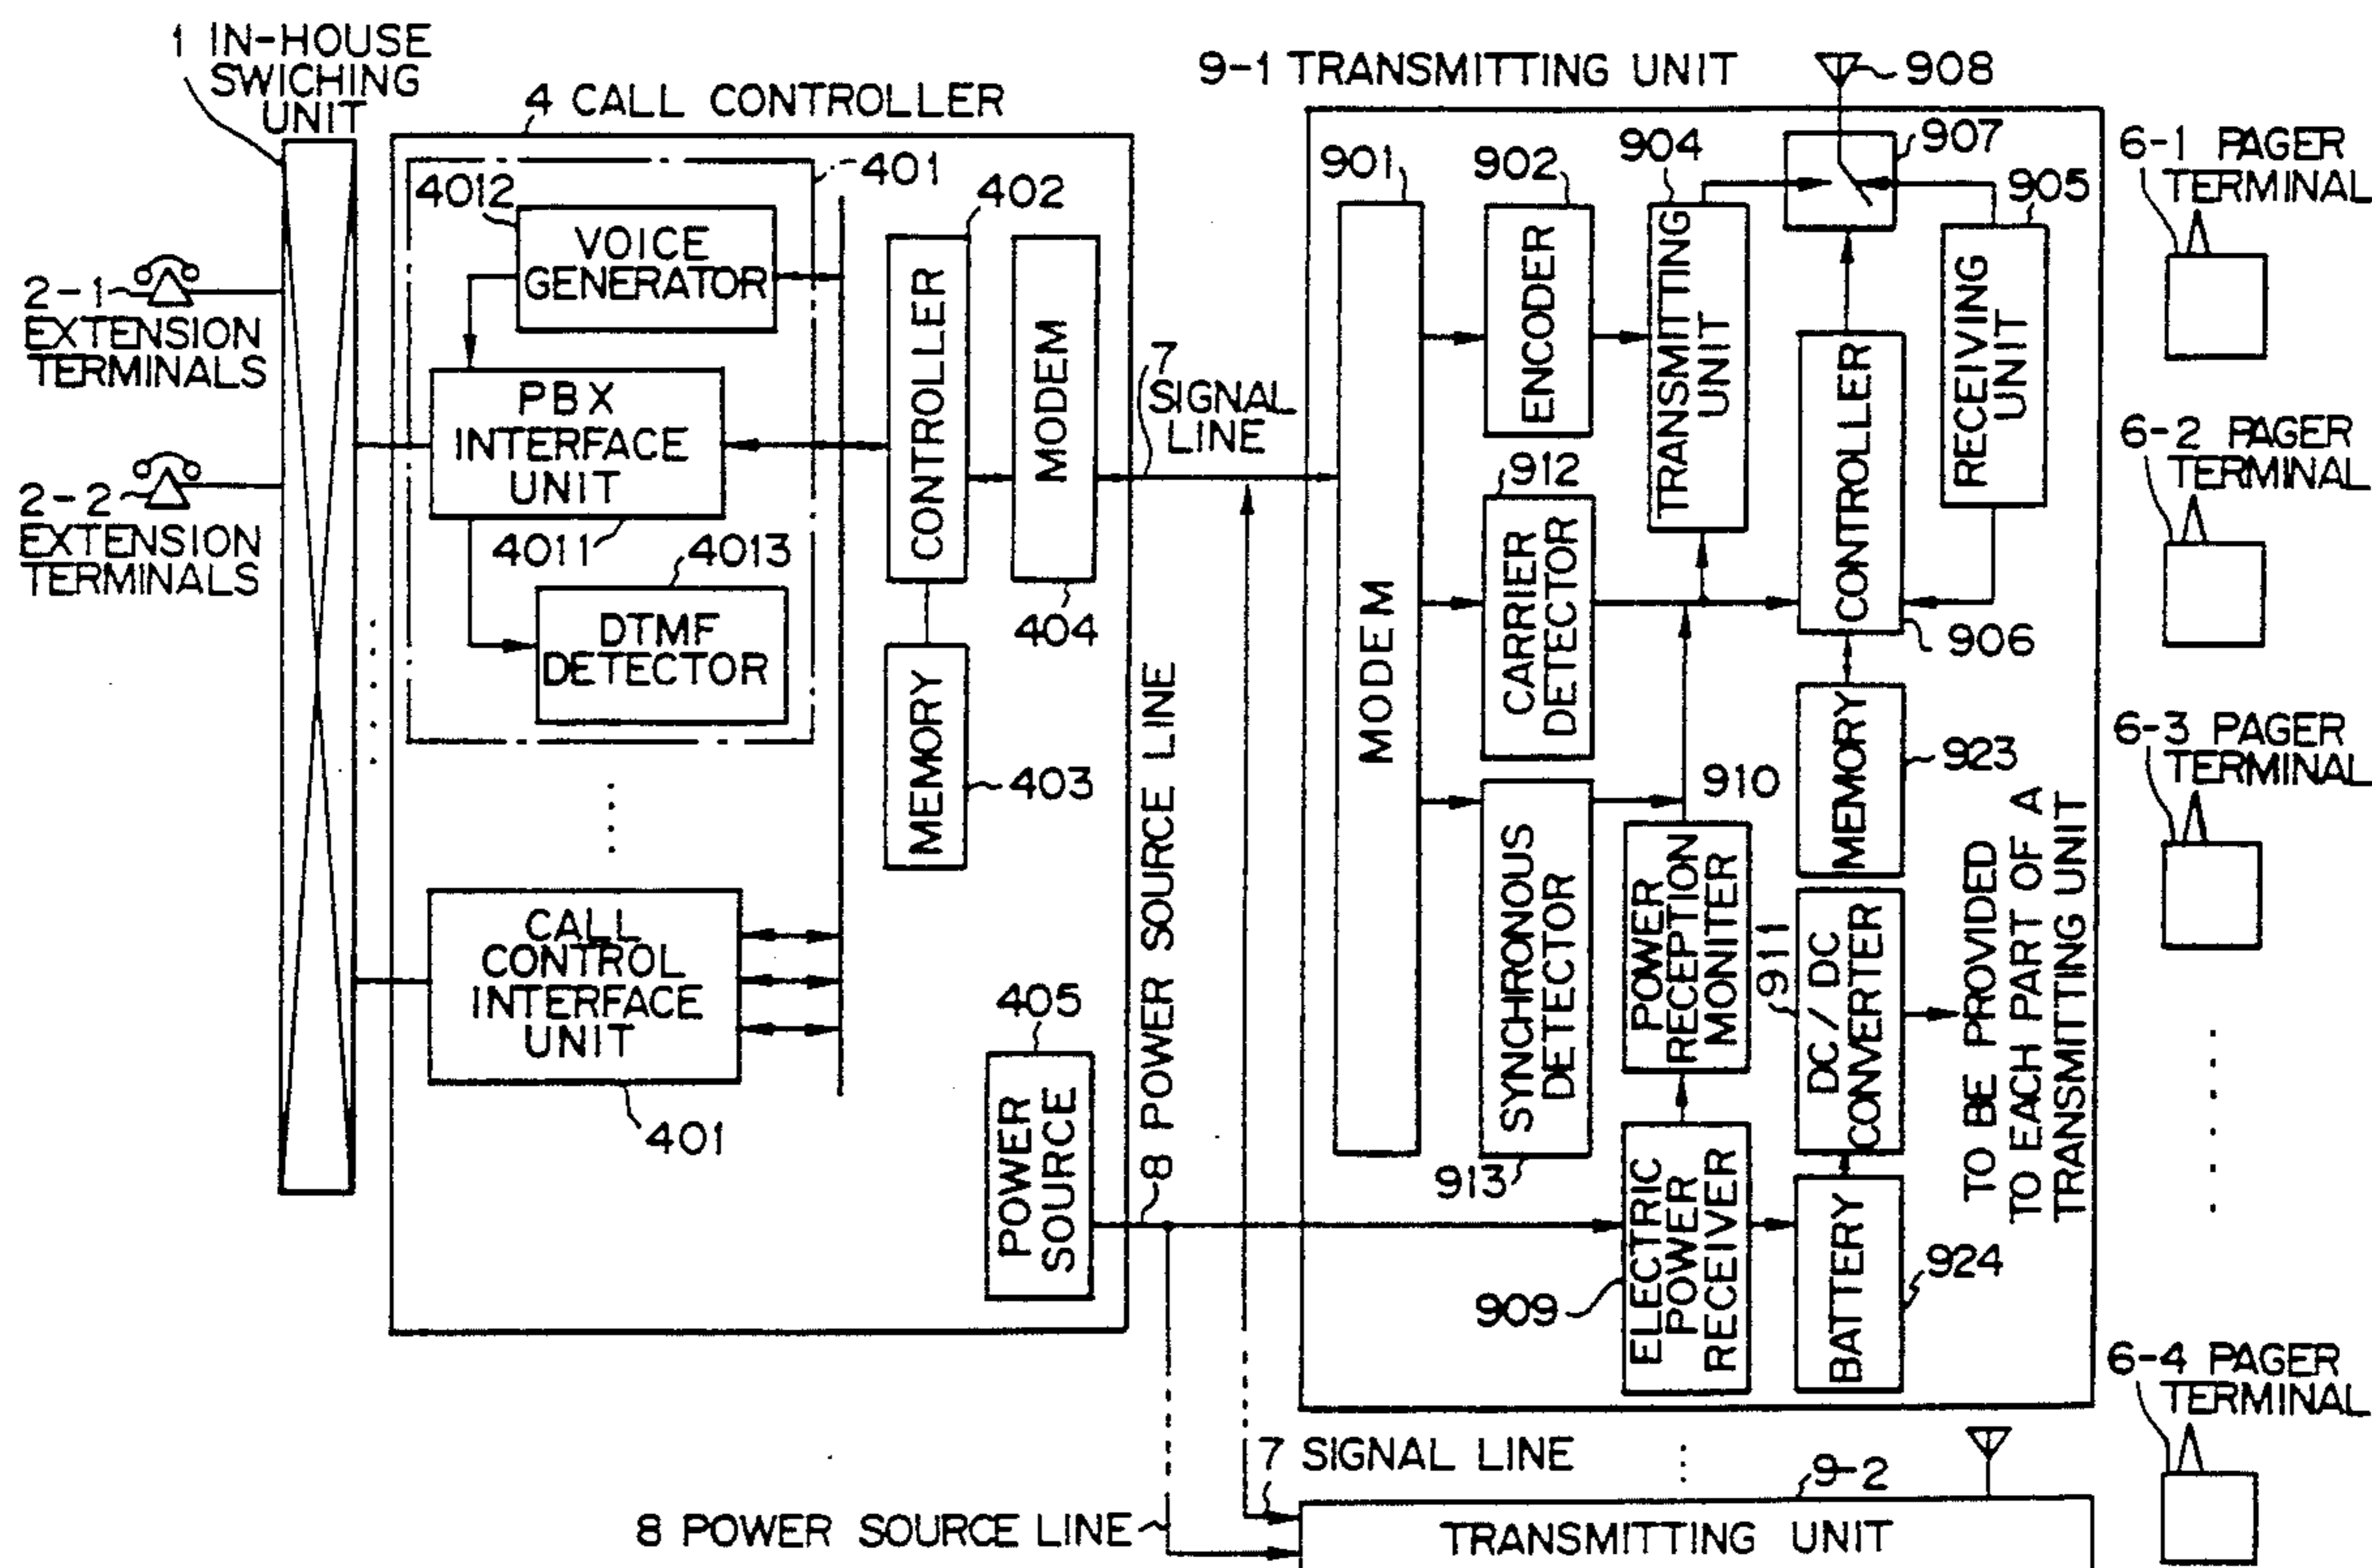 1 IN-HOUSE
SWICHING
UNIT
2-1
EXTENSION
TERMINALS
2-2
EXTENSION
TERMINALS
4 CALL CONTROLLER
401
4012
VOICE
GENERATOR
PBX
INTERFACE
UNIT
4011
4013
DTMF
DETECTOR
402
CONTROLLER
MODEM
404
MEMORY
403
CALL
CONTROL
INTERFACE
UNIT
401
405
POWER
SOURCE
7
SIGNAL
LINE
8 POWER SOURCE LINE
9-1 TRANSMITTING UNIT
908
901
MODEM
902
ENCODER
904
TRANSMITTING
UNIT
907
905
RECEIVING
UNIT
CONTROLLER
906
912
CARRIER
DETECTOR
MEMORY
923
SYNCHRONOUS
DETECTOR
913
910
POWER
RECEPTION
MONITER
911
DC/DC
CONVERTER
TO BE PROVIDED
TO EACH PART OF A
TRANSMITTING UNIT
909
ELECTRIC
POWER
RECEIVER
BATTERY
924
6-1 PAGER
TERMINAL
6-2 PAGER
TERMINAL
6-3 PAGER
TERMINAL
6-4 PAGER
TERMINAL
7 SIGNAL LINE
9-2
8 POWER SOURCE LINE
TRANSMITTING UNIT